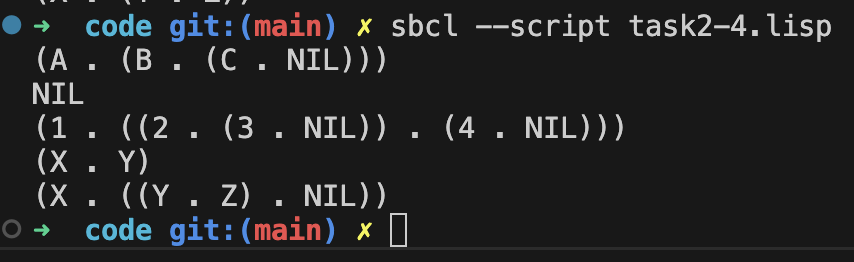 (X . (Y . Z))
➜ code git:(main) ✗ sbcl --script task2-4.lisp
(A . (B . (C . NIL)))
NIL
(1 . ((2 . (3 . NIL)) . (4 . NIL)))
(X . Y)
(X . ((Y . Z) . NIL))
➜ code git:(main) ✗